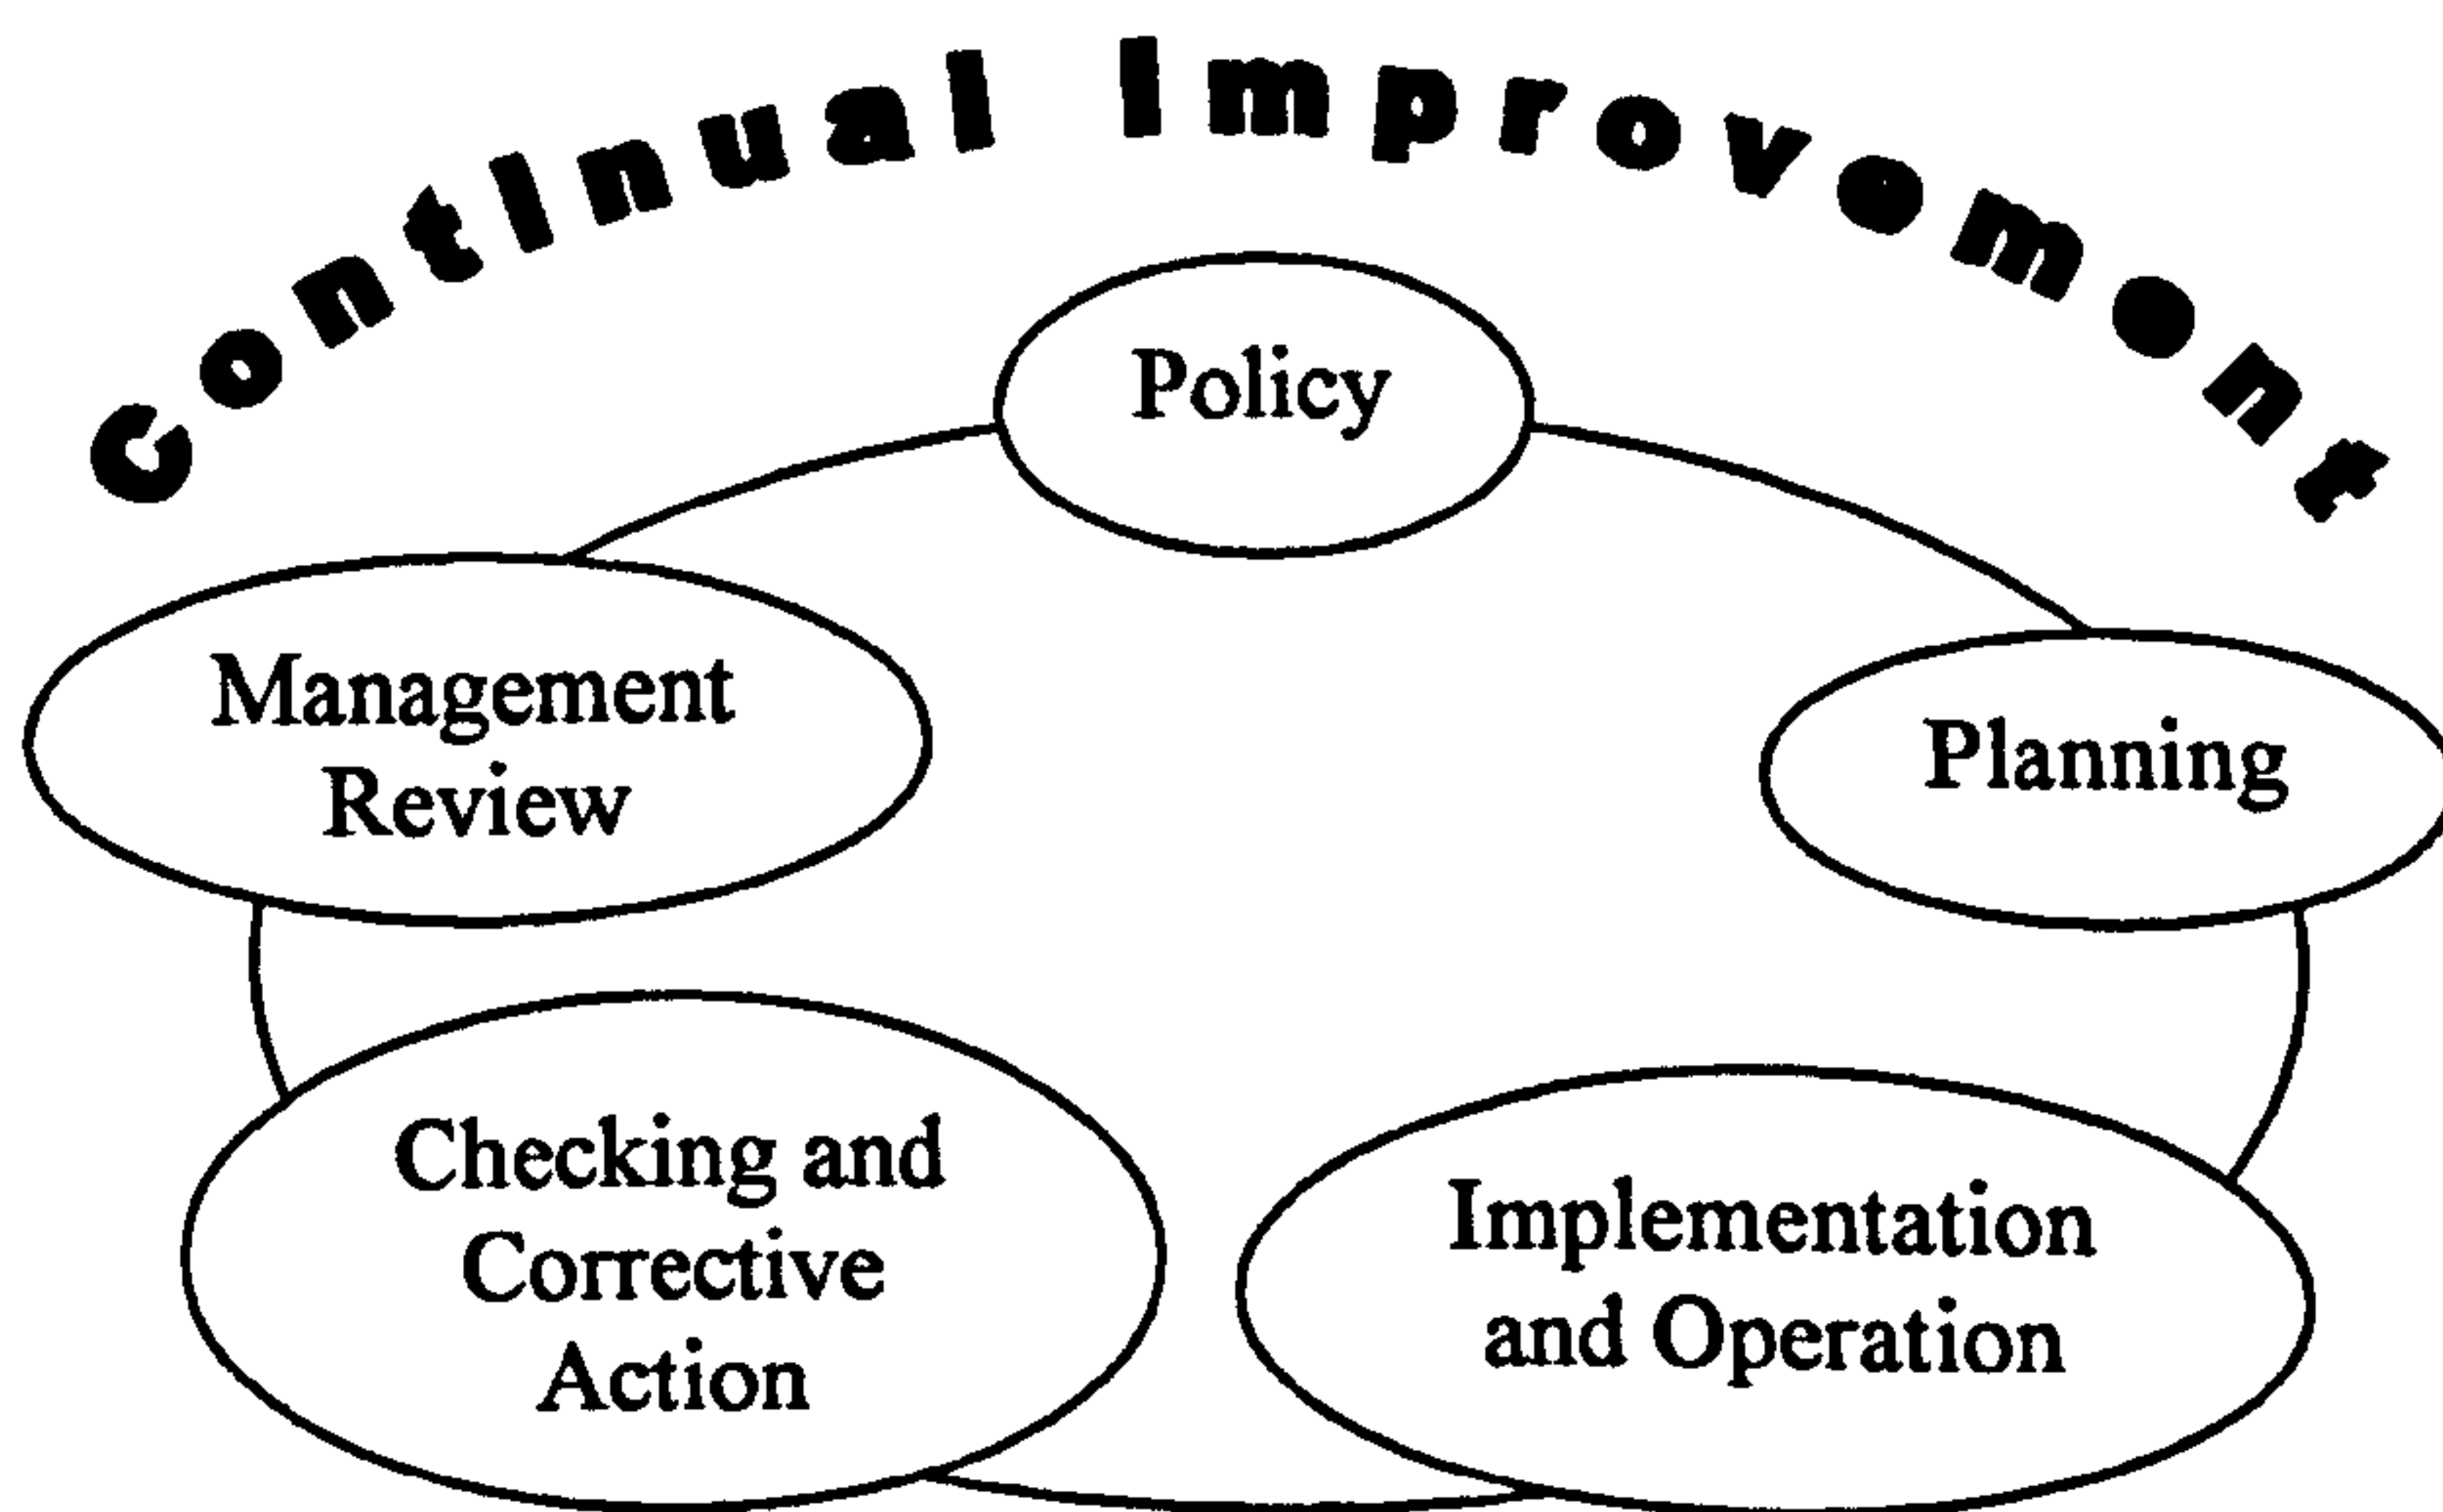 Continual Improvement
Policy
Management
Review
Planning
Checking and
Corrective
Action
Implementation
and Operation